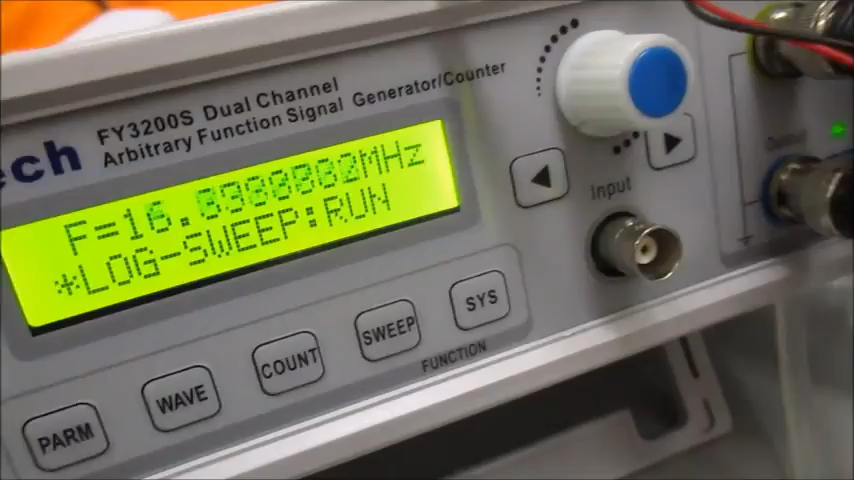 FY3200S Dual Channel
Arbitrary Function Signal Generator/Counter
ech
*LOG-SWEEP:RUN
Input
Output
PARM
WAVE
COUNT
SWEEP
SYS
FUNCTION